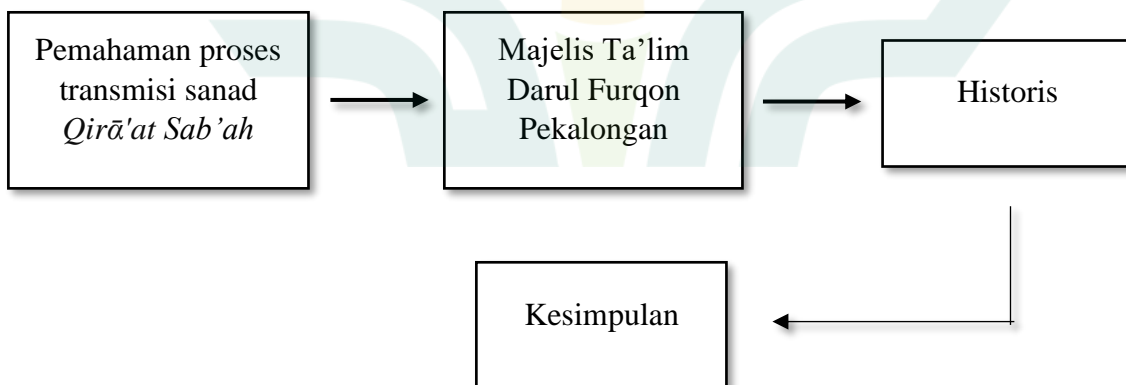 Pemahaman proses
transmisi sanad
Qirā'at Sab’ah
Majelis Ta’lim
Darul Furqon
Pekalongan
Historis
Kesimpulan